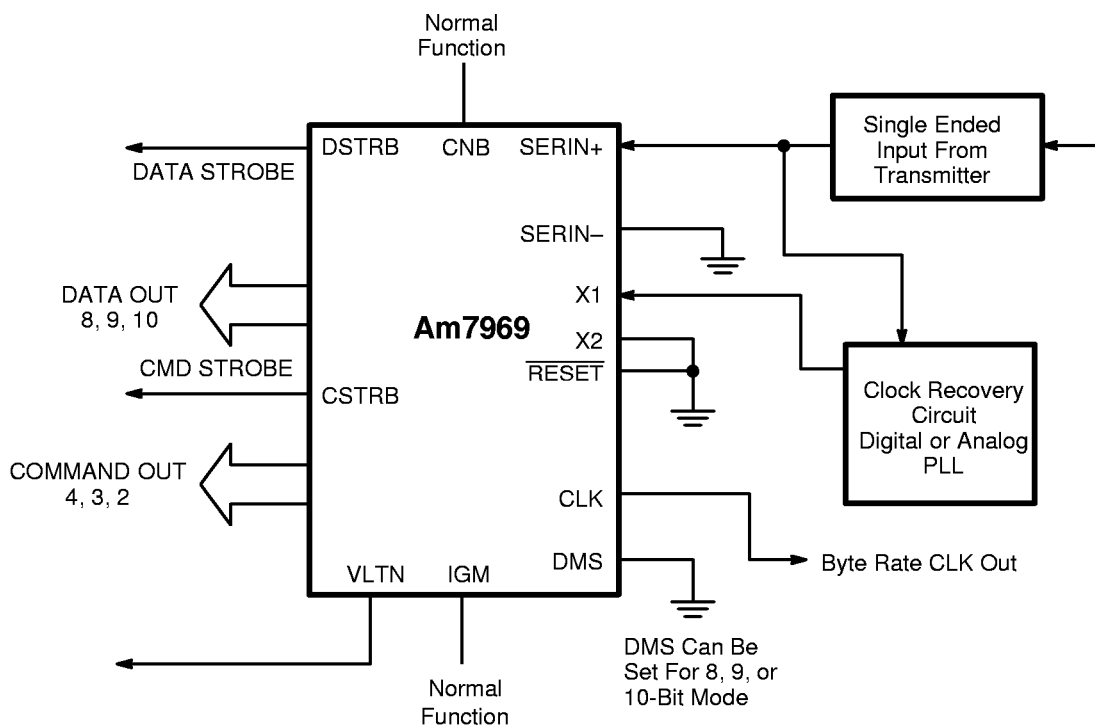 Normal
Function
DSTRB
CNB
SERIN+
DATA STROBE
Single Ended
Input From
Transmitter
SERIN–
DATA OUT
8, 9, 10
X1
Am7969
X2
RESET
CMD STROBE
CSTRB
Clock Recovery
Circuit
Digital or Analog
PLL
COMMAND OUT
4, 3, 2
CLK
DMS
Byte Rate CLK Out
VLTN
IGM
DMS Can Be
Set For 8, 9, or
10-Bit Mode
Normal
Function